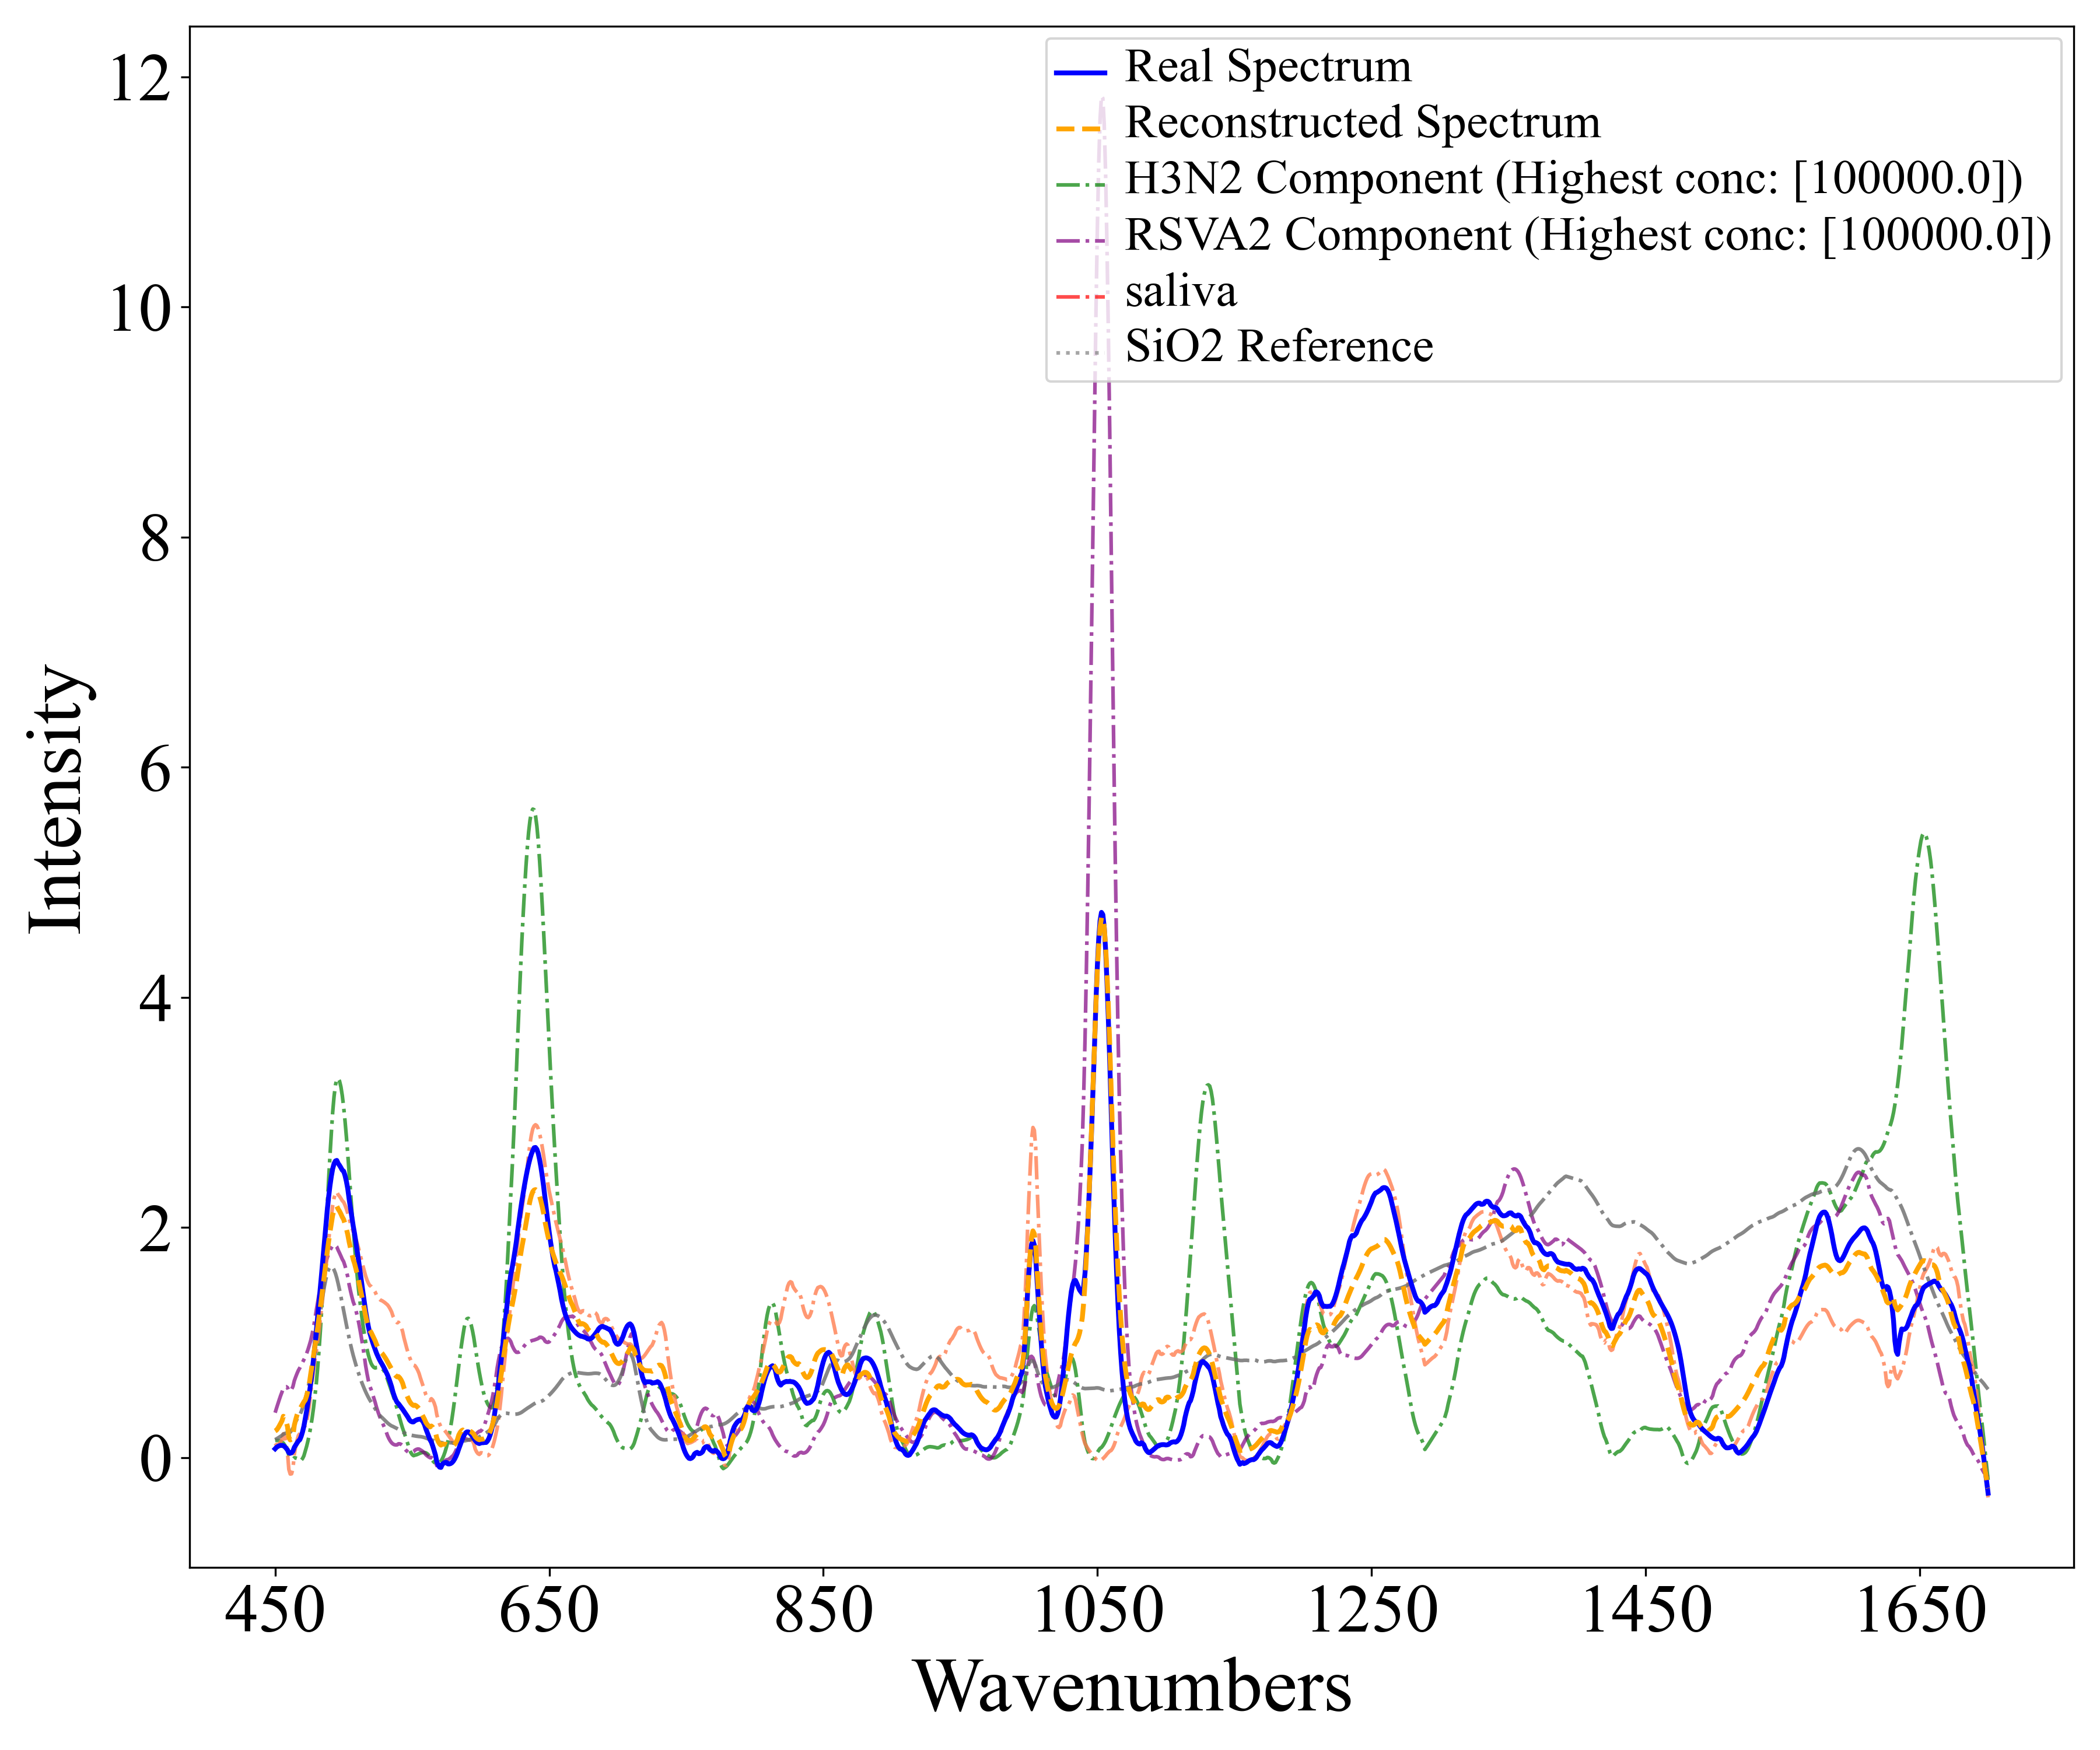 Real Spectrum
Reconstructed Spectrum
H3N2 Component (Highest conc: [100000.0])
RSVA2 Component (Highest conc: [100000.0])
saliva
SiO2 Reference
Intensity
12
10
8
6
4
2
0
450 650 850 1050 1250 1450 1650
Wavenumbers